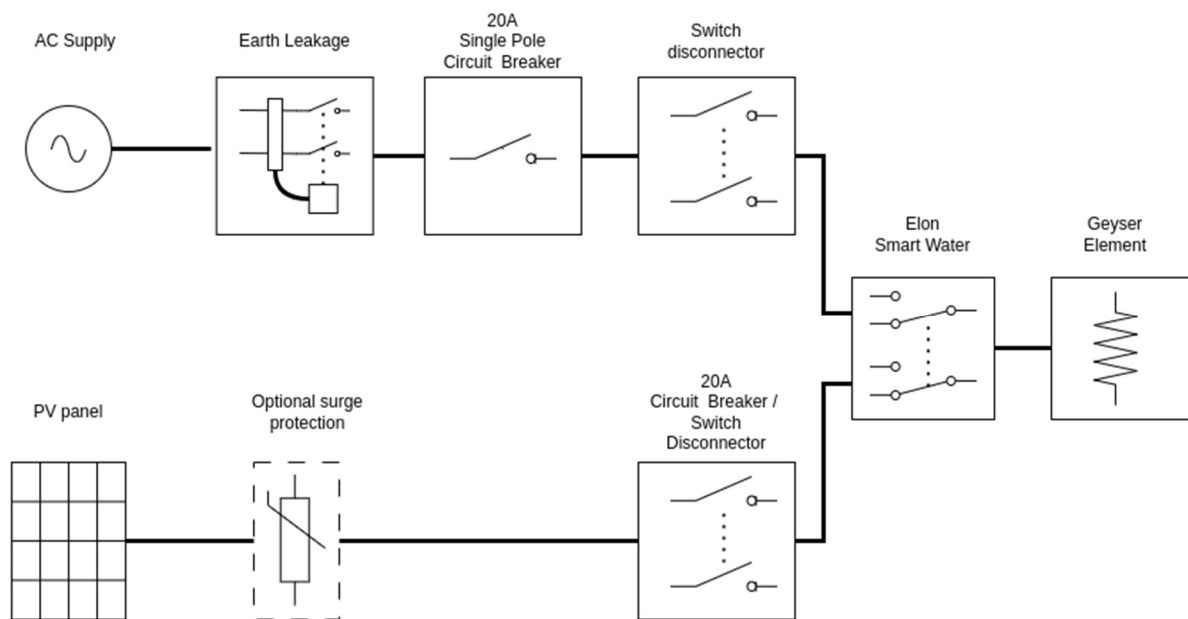 AC Supply
Earth Leakage
20A
Single Pole
Circuit Breaker
Switch
disconnector
Elon
Smart Water
Geyser
Element
PV panel
Optional surge
protection
20A
Circuit Breaker /
Switch
Disconnector